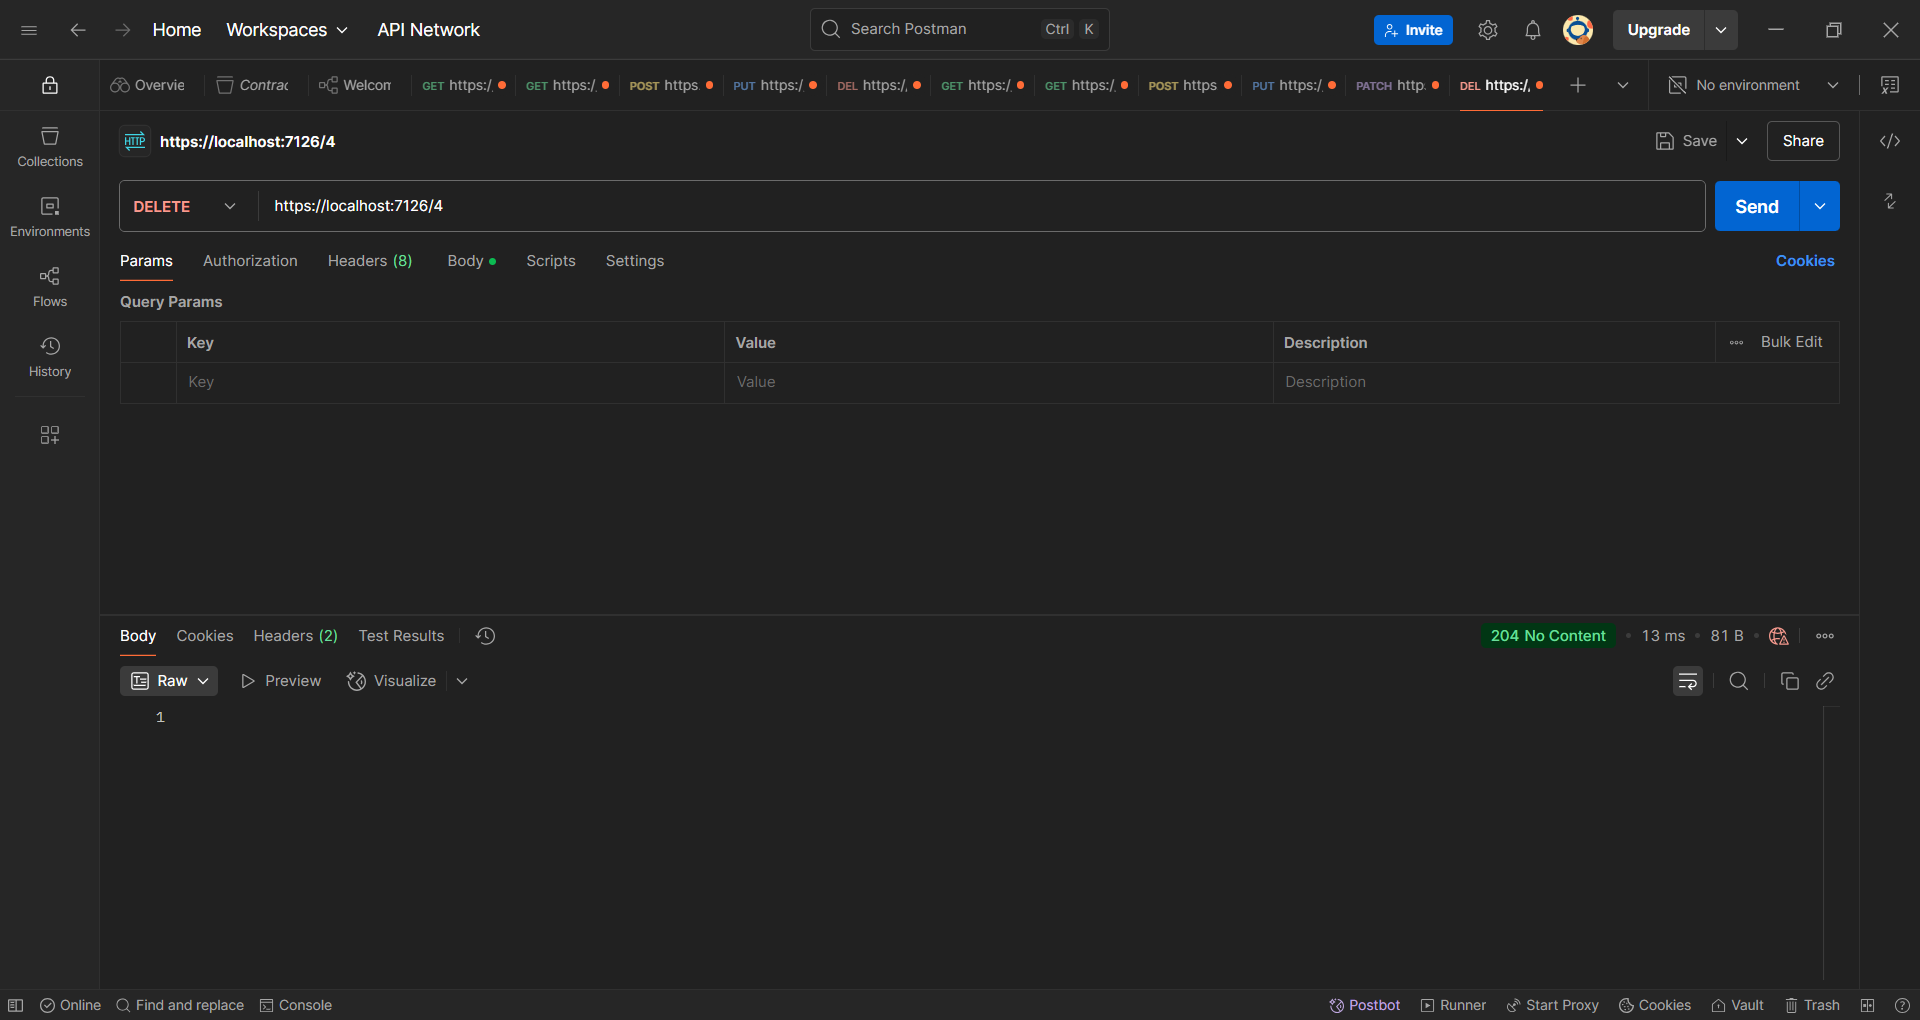 Home Workspaces API Network Search Postman Ctrl K Invite Upgrade
Overvie Contrac Welcom GET https:/ GET https:/ POST https PUT https:/ DEL https:/ GET https:/ GET https:/ POST https PUT https:/ PATCH http DEL https:/ No environment
HTTP https://localhost:7126/4 Save Share
Collections
Environments
Flows
History
DELETE https://localhost:7126/4 Send
Params Authorization Headers (8) Body Scripts Settings Cookies
Query Params
Key Value Description Bulk Edit
Key Value Description
Body Cookies Headers (2) Test Results 204 No Content 13 ms 81 B
Raw Preview Visualize
1
Online Find and replace Console Postbot Runner Start Proxy Cookies Vault Trash